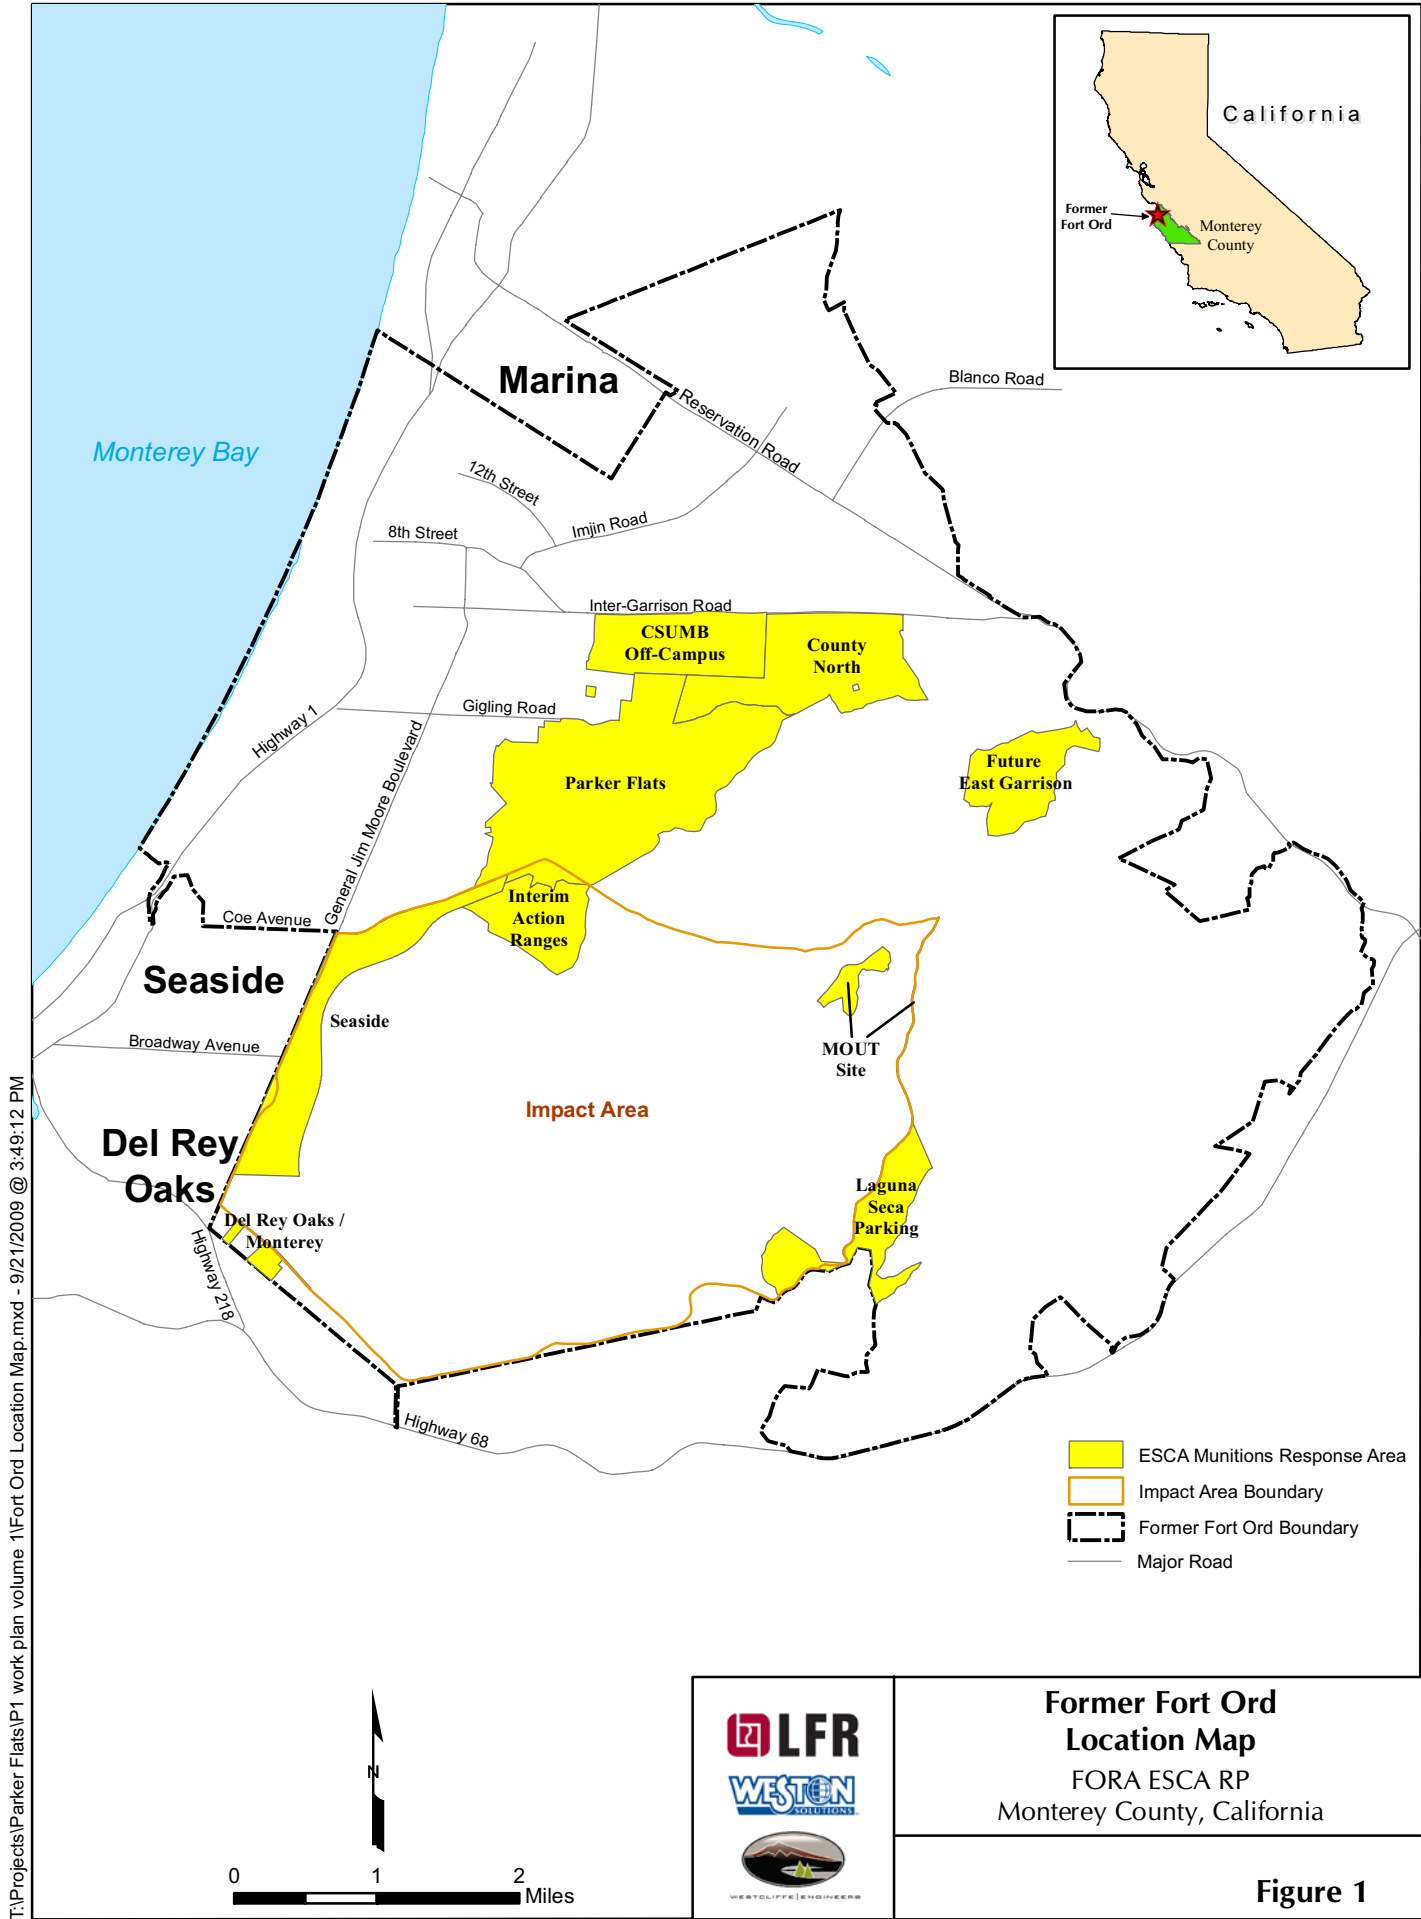 California
Former
Fort Ord
Monterey
County
Marina
Blanco Road
Reservation Road
Monterey Bay
12th Street
Imjin Road
8th Street
Inter-Garrison Road
CSUMB
Off-Campus
County
North
Gigling Road
Highway 1
General Jim Moore Boulevard
Parker Flats
Future
East Garrison
Interim
Action
Ranges
Coe Avenue
Seaside
Seaside
Broadway Avenue
MOUT
Site
Impact Area
Del Rey
Oaks
Laguna
Seca
Parking
Del Rey Oaks /
Monterey
Highway 218
Highway 68
ESCA Munitions Response Area
Impact Area Boundary
Former Fort Ord Boundary
Major Road
T:\Projects\Parker Flats\P1 work plan volume 1\Fort Ord Location Map.mxd - 9/21/2009 @ 3:49:12 PM
N
0 1 2
Miles
LFR
WESTON
SOLUTIONS
WESTCLIFFE | ENGINEERS
Former Fort Ord
Location Map
FORA ESCA RP
Monterey County, California
Figure 1